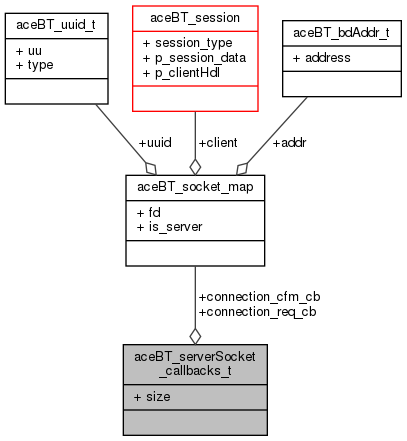 aceBT_uuid_t
+ uu
+ type
aceBT_session
+ session_type
+ p_session_data
+ p_clientHdl
aceBT_bdAddr_t
+ address
+uuid
+client
+addr
aceBT_socket_map
+ fd
+ is_server
+connection_cfm_cb
+connection_req_cb
aceBT_serverSocket
_callbacks_t
+ size